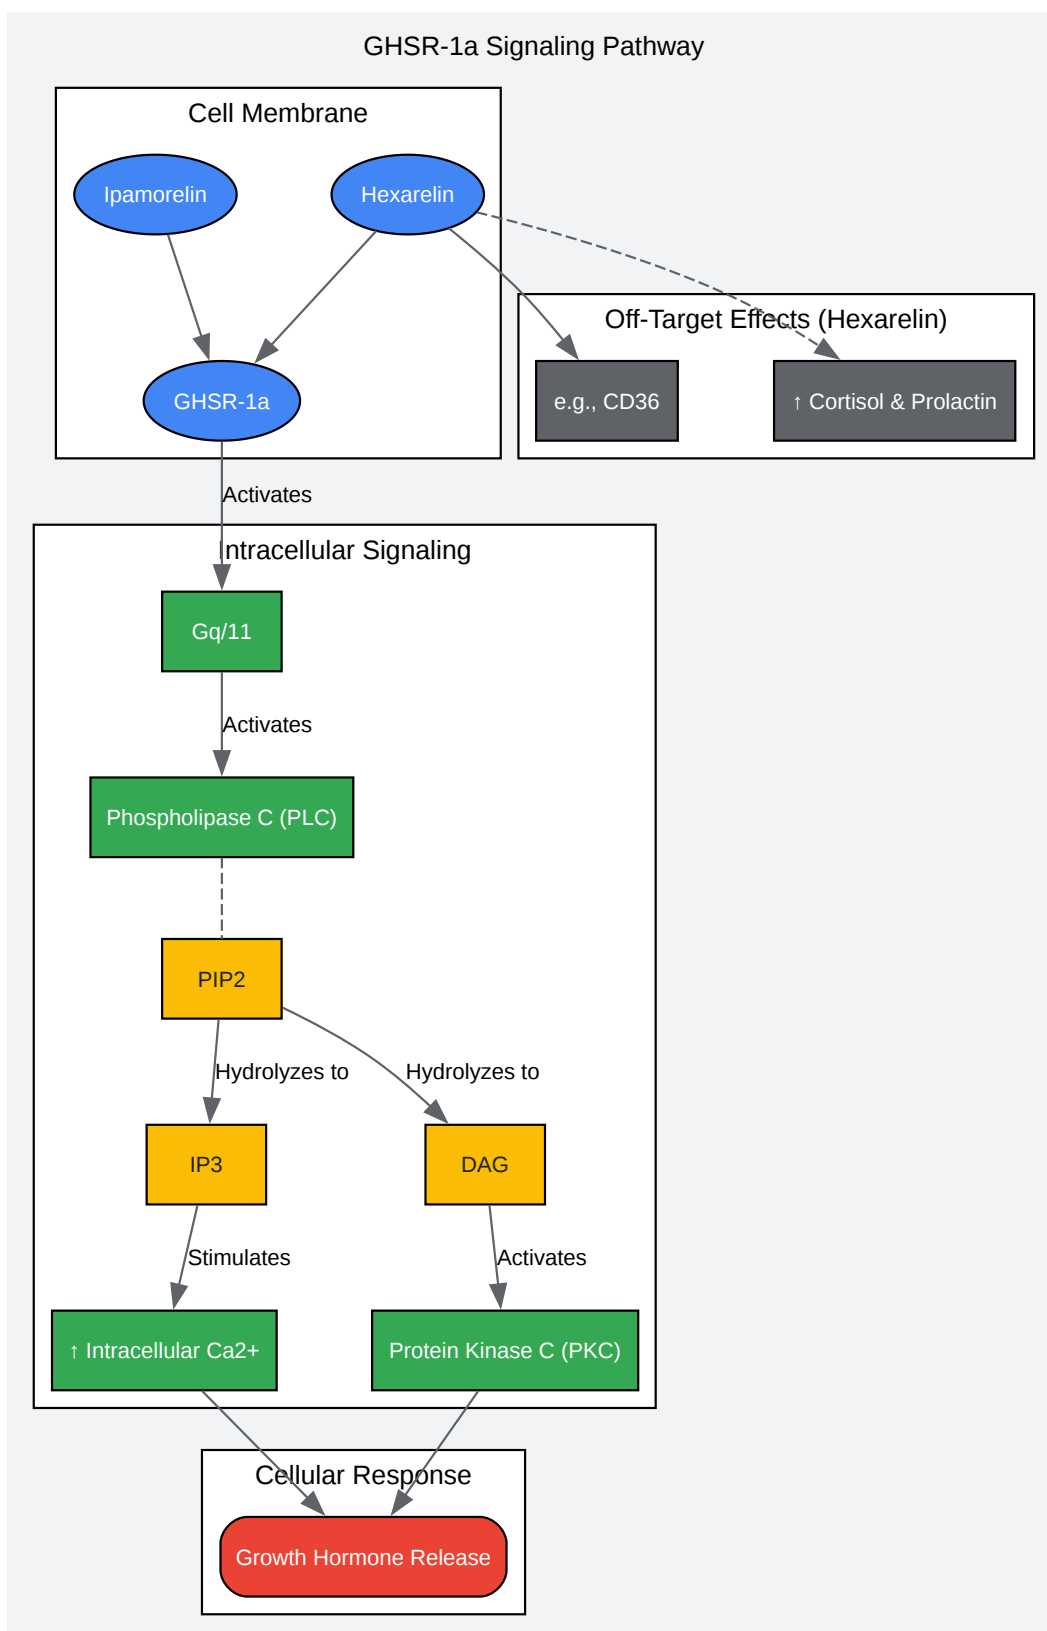 GHSR-1a Signaling Pathway
Cell Membrane
Ipamorelin
Hexarelin
Off-Target Effects (Hexarelin)
GHSR-1a
e.g., CD36
↑ Cortisol & Prolactin
Activates
Intracellular Signaling
Gq/11
Activates
Phospholipase C (PLC)
PIP2
Hydrolyzes to
Hydrolyzes to
IP3
DAG
Stimulates
Activates
↑ Intracellular Ca2+
Protein Kinase C (PKC)
Cellular Response
Growth Hormone Release